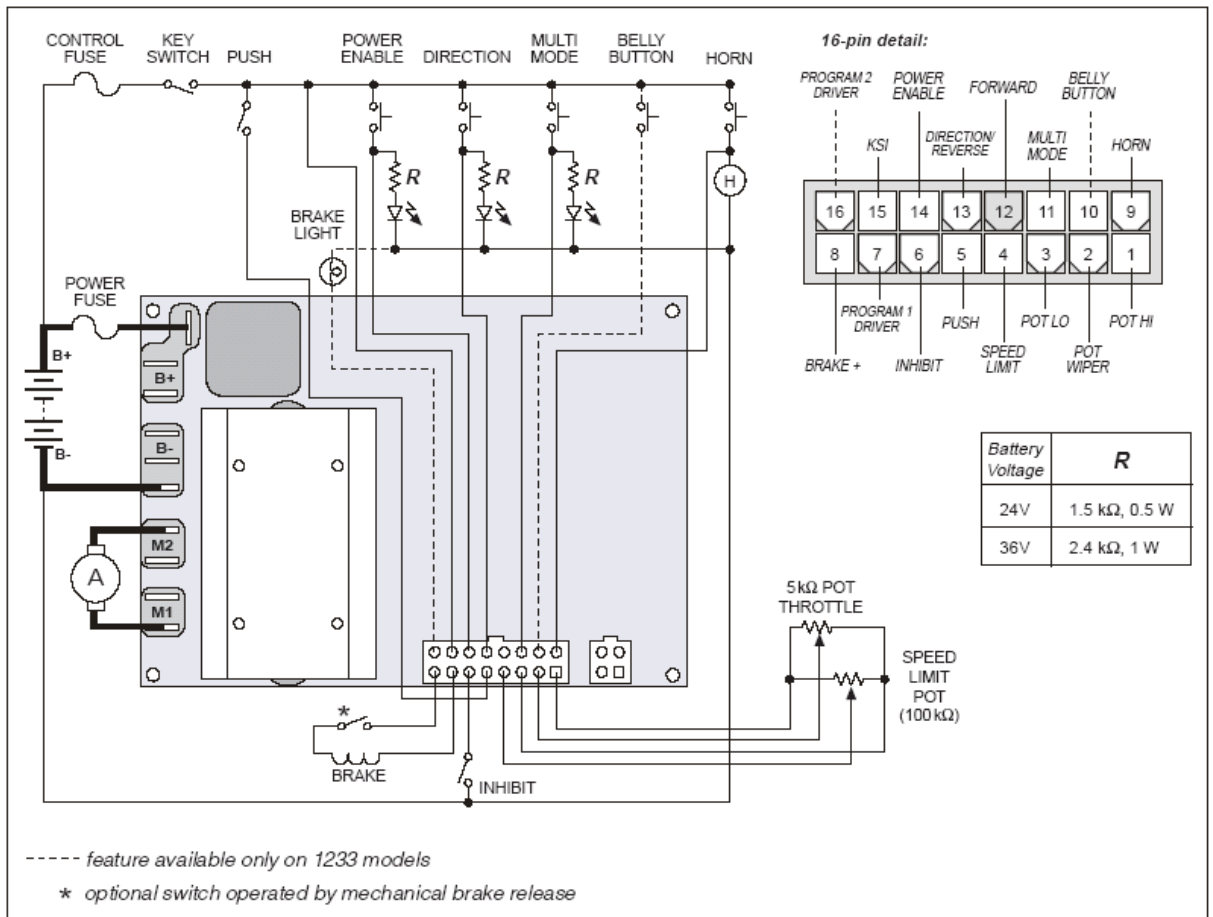 CONTROL
FUSE
KEY
SWITCH
PUSH
POWER
ENABLE
DIRECTION
MULTI
MODE
BELLY
BUTTON
HORN
R
R
R
H
BRAKE
LIGHT
POWER
FUSE
B+
B-
B+
B-
M2
M1
A
*
BRAKE
INHIBIT
5kΩ POT
THROTTLE
SPEED
LIMIT
POT
(100kΩ)
16-pin detail:
PROGRAM 2
DRIVER
KSI
POWER
ENABLE
DIRECTION/
REVERSE
FORWARD
MULTI
MODE
BELLY
BUTTON
HORN
16 15 14 13 12 11 10 9
8 7 6 5 4 3 2 1
BRAKE +
PROGRAM 1
DRIVER
INHIBIT
PUSH
SPEED
LIMIT
POT LO
POT
WIPER
POT HI
Battery
Voltage
R
24V 1.5 kΩ, 0.5 W
36V 2.4 kΩ, 1 W
----- feature available only on 1233 models
* optional switch operated by mechanical brake release